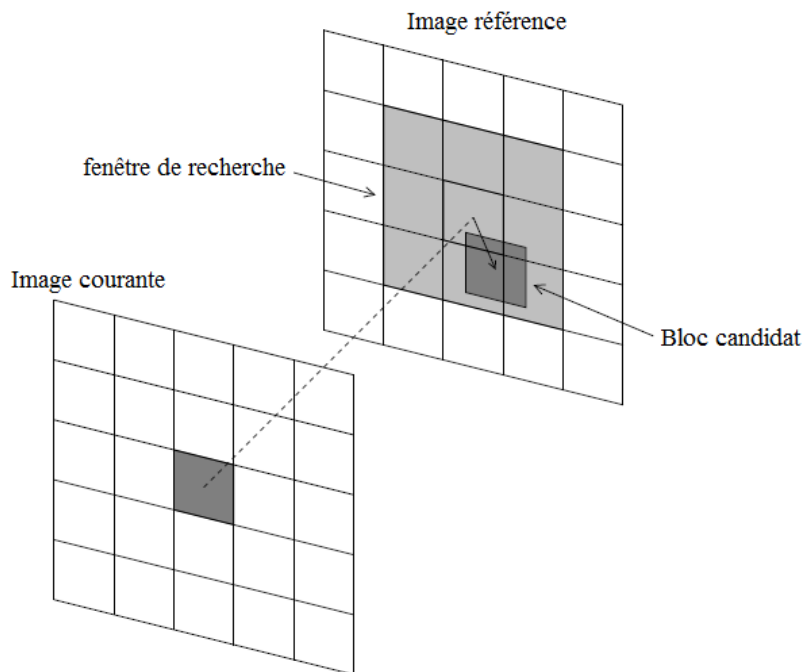 Image référence
fenêtre de recherche
Image courante
Bloc candidat